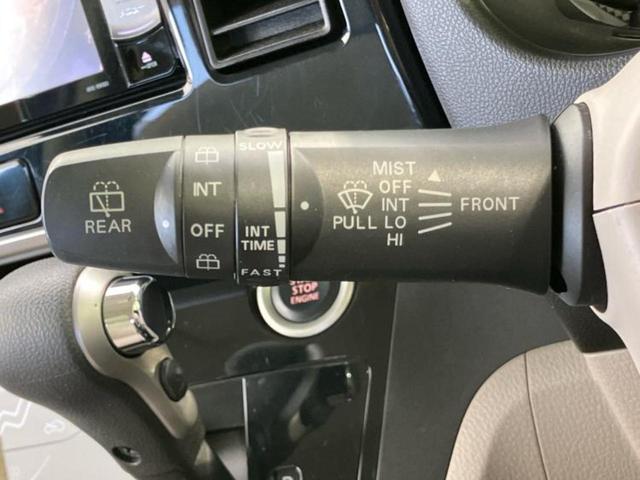 REAR
INT
OFF
SLOW
INT
TIME
FAST
MIST
OFF
INT
PULL LO
HI
FRONT
STOP
ENGINE
P